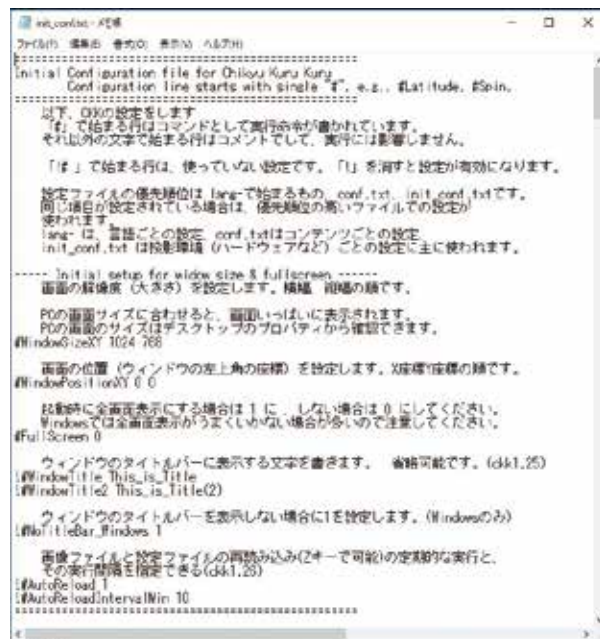 init_conf.txt - メモ帳
ファイル(F) 編集(E) 書式(O) 表示(V) ヘルプ(H)
Initial Configuration file for Chikyu Kuru Kuru
Configuration line starts with single "#", e.g., #Latitude, #Spin,
以下、CKKの設定をします
「#」で始まる行はコマンドとして実行命令が書かれています。
それ以外の文字で始まる行はコメントでして、実行には影響しません。
「!# 」で始まる行は、使っていない設定です。「!」を消すと設定が有効になります。
設定ファイルの優先順位は lang-で始まるもの、conf.txt、init_conf.txtです。
同じ項目が設定されている場合は、優先順位の高いファイルでの設定が
使われます。
lang- は、言語ごとの設定、conf.txtはコンテンツごとの設定
init_conf.txt は投影環境（ハードウェアなど）ごとの設定に主に使われます。
----- Initial setup for widow size & fullscreen ------
画面の解像度（大きさ）を設定します。横幅 縦幅の順です。
PCの画面サイズに合わせると、画面いっぱいに表示されます。
PCの画面のサイズはデスクトップのプロパティから確認できます。
#WindowSizeXY 1024 768
画面の位置（ウィンドウの左上角の座標）を設定します。X座標Y座標の順です。
#WindowPositionXY 0 0
起動時に全画面表示にする場合は 1 に 、しない場合は 0 にしてください。
Windowsでは全画面表示がうまくいかない場合が多いので注意してください。
#FullScreen 0
ウィンドウのタイトルバーに表示する文字を書きます。 省略可能です。(ckk1.25)
!#WindowTitle This_is_Title
!#WindowTitle2 This_is_Title(2)
ウィンドウのタイトルバーを表示しない場合に1を設定します。(Windowsのみ)
!#NoTitleBar_Windows 1
画像ファイルと設定ファイルの再読み込み(Zキーで可能)の定期的な実行と、
その実行間隔を指定できる(ckk1.26)
!#AutoReload 1
!#AutoReloadIntervalMin 10